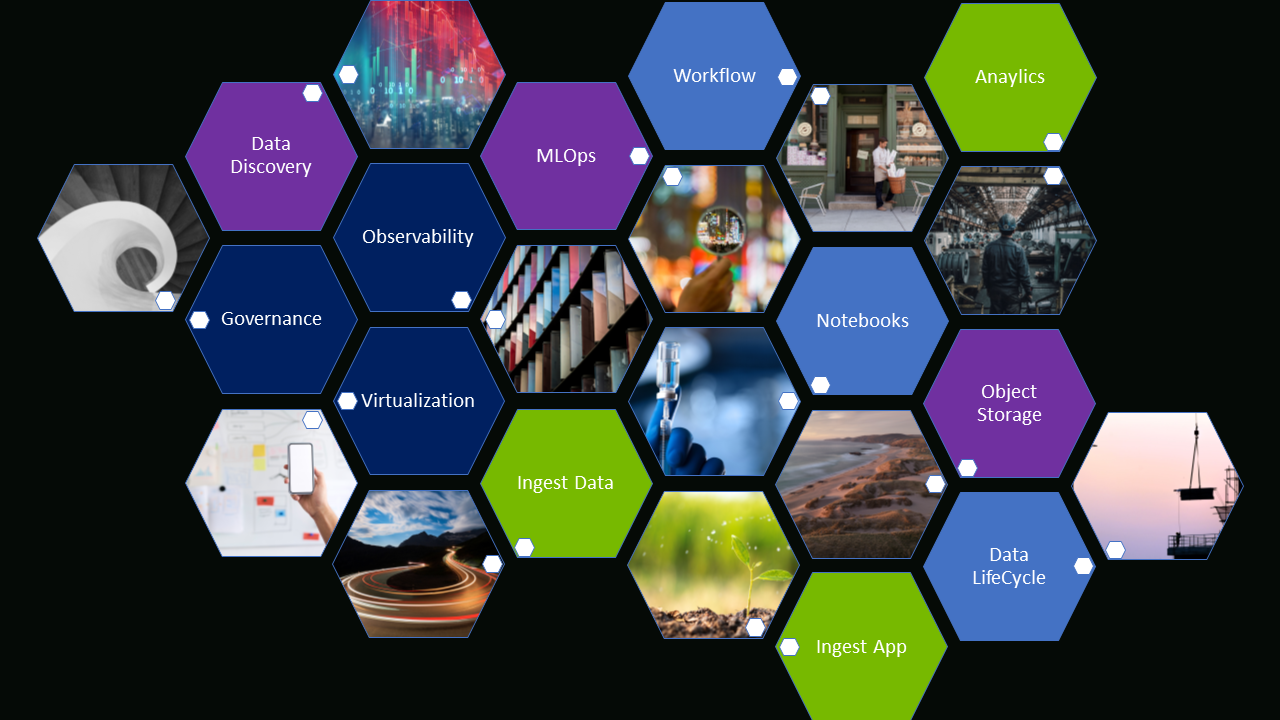 Workflow
Anaylics
Data
Discovery
MLOps
Observability
Governance
Notebooks
Virtualization
Object
Storage
Ingest Data
Data
LifeCycle
Ingest App